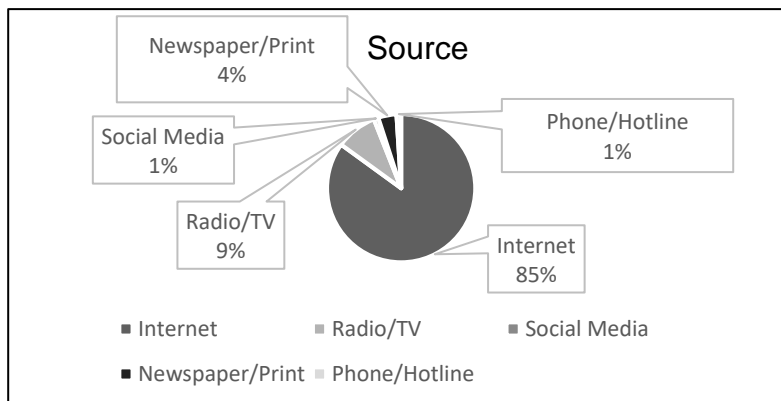 Source
Newspaper/Print
4%
Social Media
1%
Radio/TV
9%
Phone/Hotline
1%
Internet
85%
Internet
Radio/TV
Social Media
Newspaper/Print
Phone/Hotline